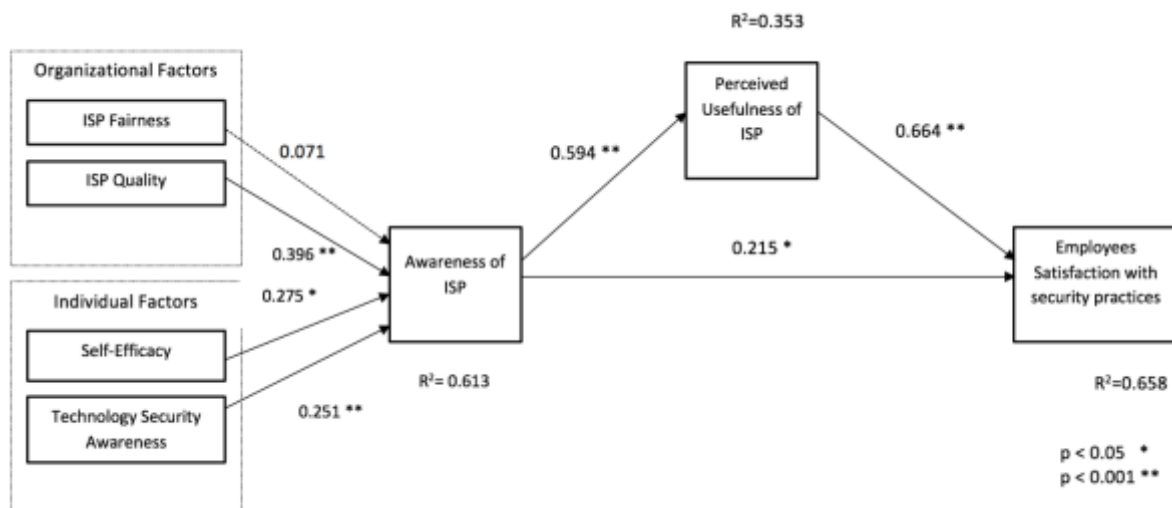 R²=0.353
Organizational Factors
ISP Fairness
ISP Quality
0.071
0.396 **
Individual Factors
0.275 *
Self-Efficacy
Technology Security
Awareness
0.251 **
Awareness of
ISP
R²= 0.613
0.594 **
Perceived
Usefulness of
ISP
0.664 **
0.215 *
Employees
Satisfaction with
security practices
R²=0.658
p < 0.05 *
p < 0.001 **